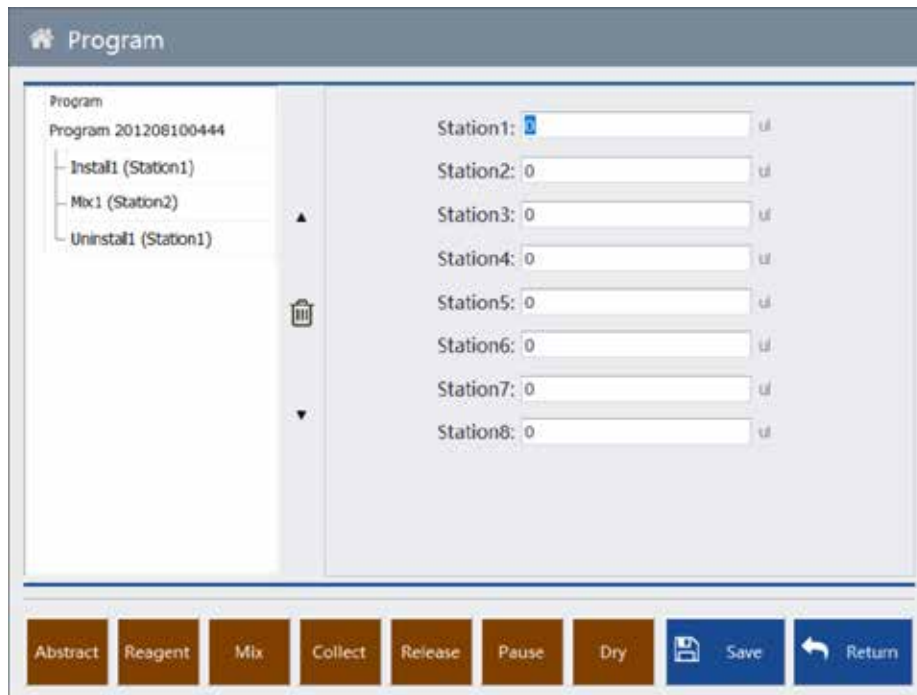 Program
Program
Program 201208100444
Install1 (Station1)
Mix1 (Station2)
Uninstall1 (Station1)
Station1: 0 ul
Station2: 0 ul
Station3: 0 ul
Station4: 0 ul
Station5: 0 ul
Station6: 0 ul
Station7: 0 ul
Station8: 0 ul
Abstract Reagent Mix Collect Release Pause Dry Save Return